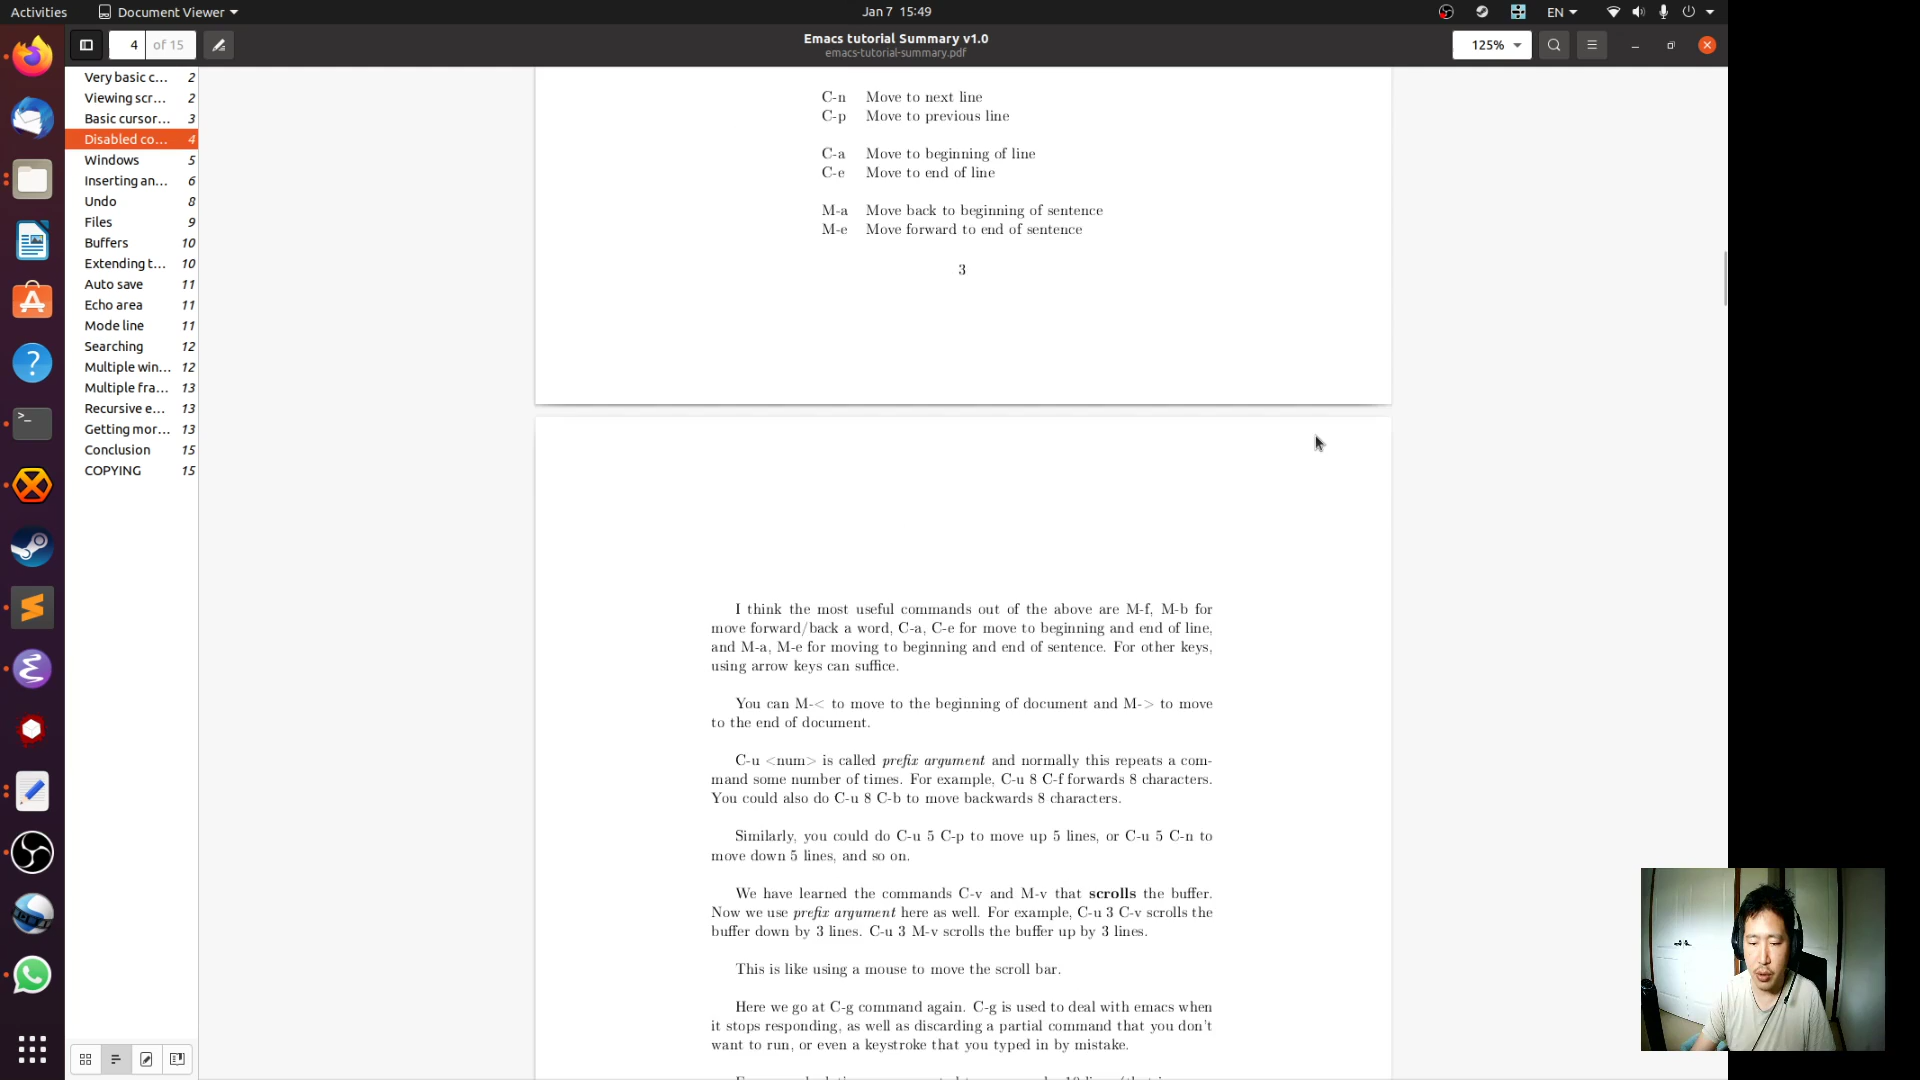 Activities
Document Viewer
Jan 7 15:49
EN
4 of 15
Emacs tutorial Summary v1.0
emacs-tutorial-summary.pdf
125%
Very basic c... 2
Viewing scr... 2
Basic cursor... 3
Disabled co... 4
Windows 5
Inserting an... 6
Undo 8
Files 9
Buffers 10
Extending t... 10
Auto save 11
Echo area 11
Mode line 11
Searching 12
Multiple win... 12
Multiple fra... 13
Recursive e... 13
Getting mor... 13
Conclusion 15
COPYING 15
C-n Move to next line
C-p Move to previous line
C-a Move to beginning of line
C-e Move to end of line
M-a Move back to beginning of sentence
M-e Move forward to end of sentence
3
I think the most useful commands out of the above are M-f, M-b for
move forward/back a word, C-a, C-e for move to beginning and end of line,
and M-a, M-e for moving to beginning and end of sentence. For other keys,
using arrow keys can suffice.
You can M-< to move to the beginning of document and M-> to move
to the end of document.
C-u <num> is called prefix argument and normally this repeats a com-
mand some number of times. For example, C-u 8 C-f forwards 8 characters.
You could also do C-u 8 C-b to move backwards 8 characters.
Similarly, you could do C-u 5 C-p to move up 5 lines, or C-u 5 C-n to
move down 5 lines, and so on.
We have learned the commands C-v and M-v that scrolls the buffer.
Now we use prefix argument here as well. For example, C-u 3 C-v scrolls the
buffer down by 3 lines. C-u 3 M-v scrolls the buffer up by 3 lines.
This is like using a mouse to move the scroll bar.
Here we go at C-g command again. C-g is used to deal with emacs when
it stops responding, as well as discarding a partial command that you don't
want to run, or even a keystroke that you typed in by mistake.